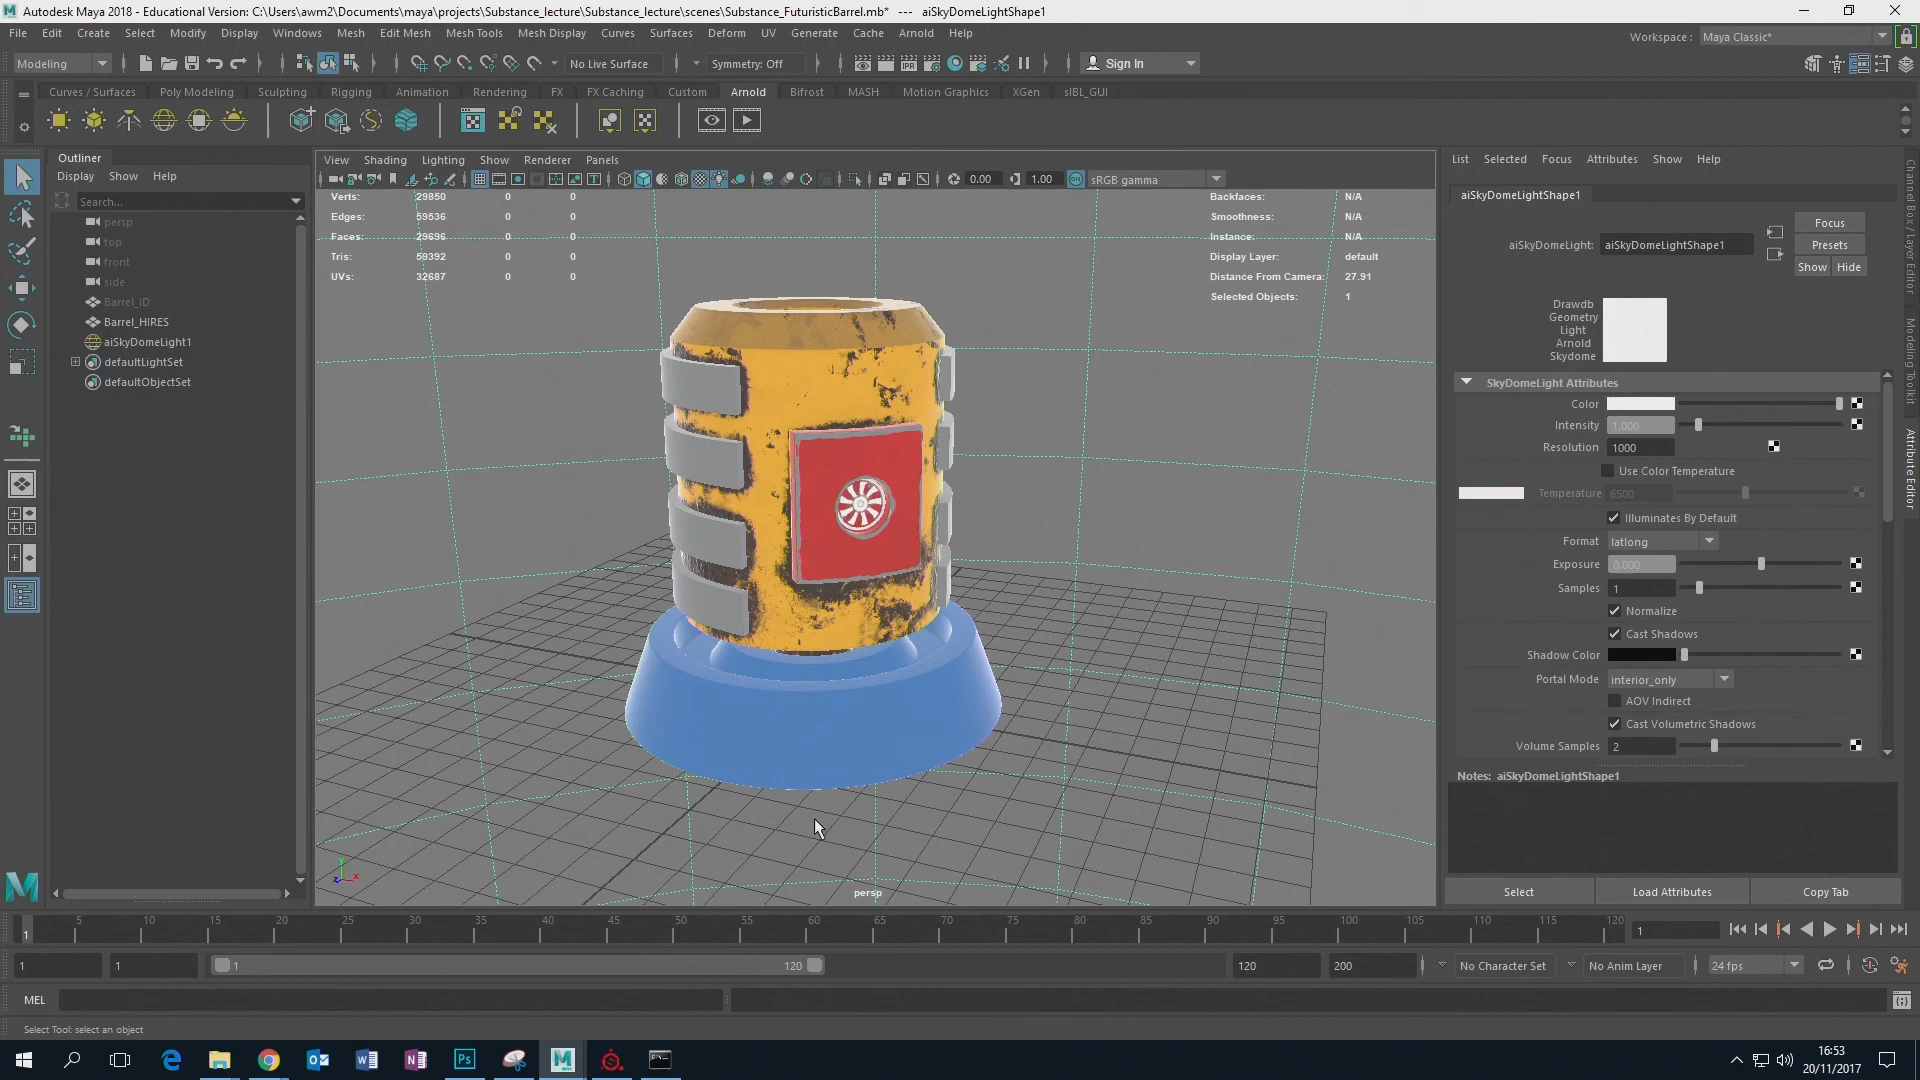 Autodesk Maya 2018 - Educational Version: C:\Users\awm2\Documents\maya\projects\Substance_lecture\Substance_lecture\scenes\Substance_FuturisticBarrel.mb* --- aiSkyDomeLightShape1
File Edit Create Select Modify Display Windows Mesh Edit Mesh Mesh Tools Mesh Display Curves Surfaces Deform UV Generate Cache Arnold Help
Workspace : Maya Classic*
Modeling No Live Surface Symmetry: Off Sign In
Curves / Surfaces Poly Modeling Sculpting Rigging Animation Rendering FX FX Caching Custom Arnold Bifrost MASH Motion Graphics XGen sIBL_GUI
Outliner
Display Show Help
Search...
persp
top
front
side
Barrel_ID
Barrel_HIRES
aiSkyDomeLight1
defaultLightSet
defaultObjectSet
View Shading Lighting Show Renderer Panels
0.00 1.00 sRGB gamma
Verts: 29850 0 0
Edges: 59536 0 0
Faces: 29696 0 0
Tris: 59392 0 0
UVs: 32687 0 0
Backfaces: N/A
Smoothness: N/A
Instance: N/A
Display Layer: default
Distance From Camera: 27.91
Selected Objects: 1
y
z x
persp
List Selected Focus Attributes Show Help
aiSkyDomeLightShape1
Focus
aiSkyDomeLight: aiSkyDomeLightShape1
Presets
Show Hide
Drawdb
Geometry
Light
Arnold
Skydome
SkyDomeLight Attributes
Color
Intensity 1.000
Resolution 1000
Use Color Temperature
Temperature 6500
Illuminates By Default
Format latlong
Exposure 0.000
Samples 1
Normalize
Cast Shadows
Shadow Color
Portal Mode interior_only
AOV Indirect
Cast Volumetric Shadows
Volume Samples 2
Notes: aiSkyDomeLightShape1
Select Load Attributes Copy Tab
Channel Box / Layer Editor
Modeling Toolkit
Attribute Editor
1 5 10 15 20 25 30 35 40 45 50 55 60 65 70 75 80 85 90 95 100 105 110 115 120 1
1 1 1 120 120 200 No Character Set No Anim Layer 24 fps
MEL
Select Tool: select an object
16:53
20/11/2017